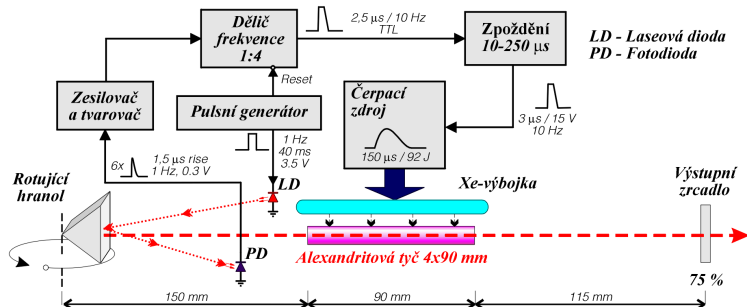 Dělič
frekvence
1:4
2,5 µs / 10 Hz
TTL
Zpoždění
10-250 µs
LD - Laseová dioda
PD - Fotodioda
Reset
Zesilovač
a tvarovač
Pulsní generátor
Čerpací
zdroj
150 µs / 92 J
3 µs / 15 V
10 Hz
1 Hz
40 ms
3.5 V
6x
1,5 µs rise
1 Hz, 0.3 V
LD
Xe-výbojka
Rotující
hranol
Výstupní
zrcadlo
PD
Alexandritová tyč 4x90 mm
75 %
150 mm
90 mm
115 mm